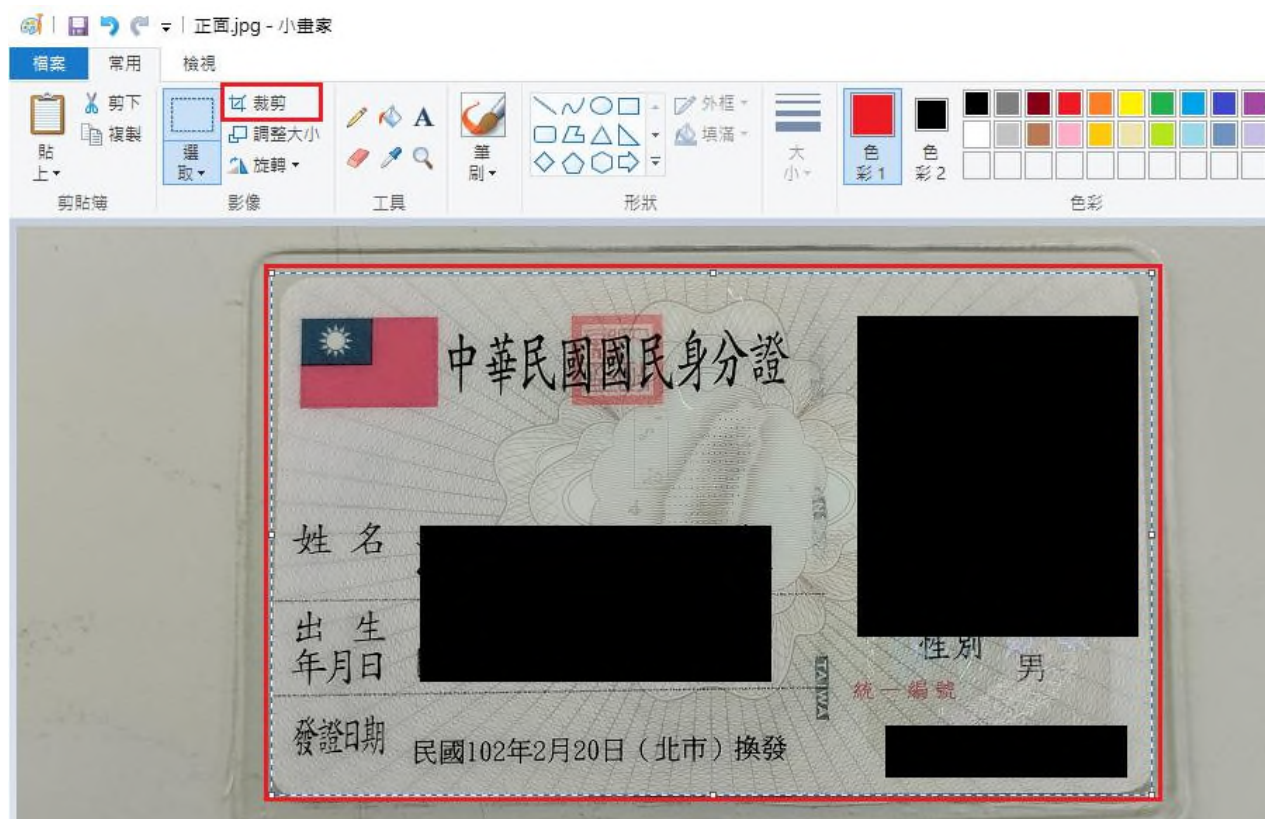 正面.jpg - 小畫家
檔案 常用 檢視
貼上
剪下
複製
剪貼簿
選取
裁剪
調整大小
旋轉
影像
A
工具
筆刷
外框
填滿
形狀
大小
色彩 1
色彩 2
色彩
中華民國國民身分證
姓名
出生年月日
性別 男
統一編號
TAIWA
發證日期 民國102年2月20日（北市）換發